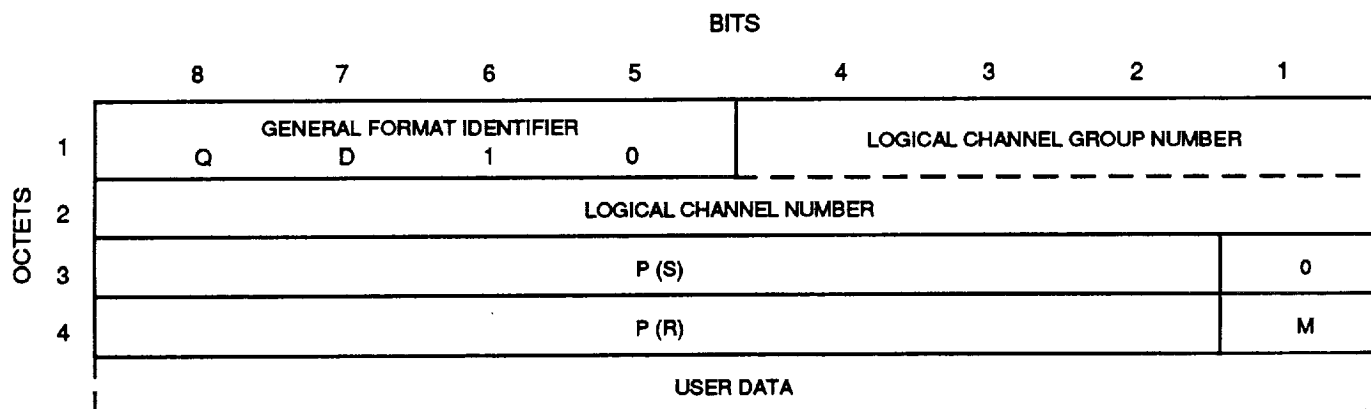 BITS
8 7 6 5 4 3 2 1
GENERAL FORMAT IDENTIFIER
1 LOGICAL CHANNEL GROUP NUMBER
Q D 1 0
OCTETS
2 LOGICAL CHANNEL NUMBER
3 P (S) 0
4 P (R) M
USER DATA